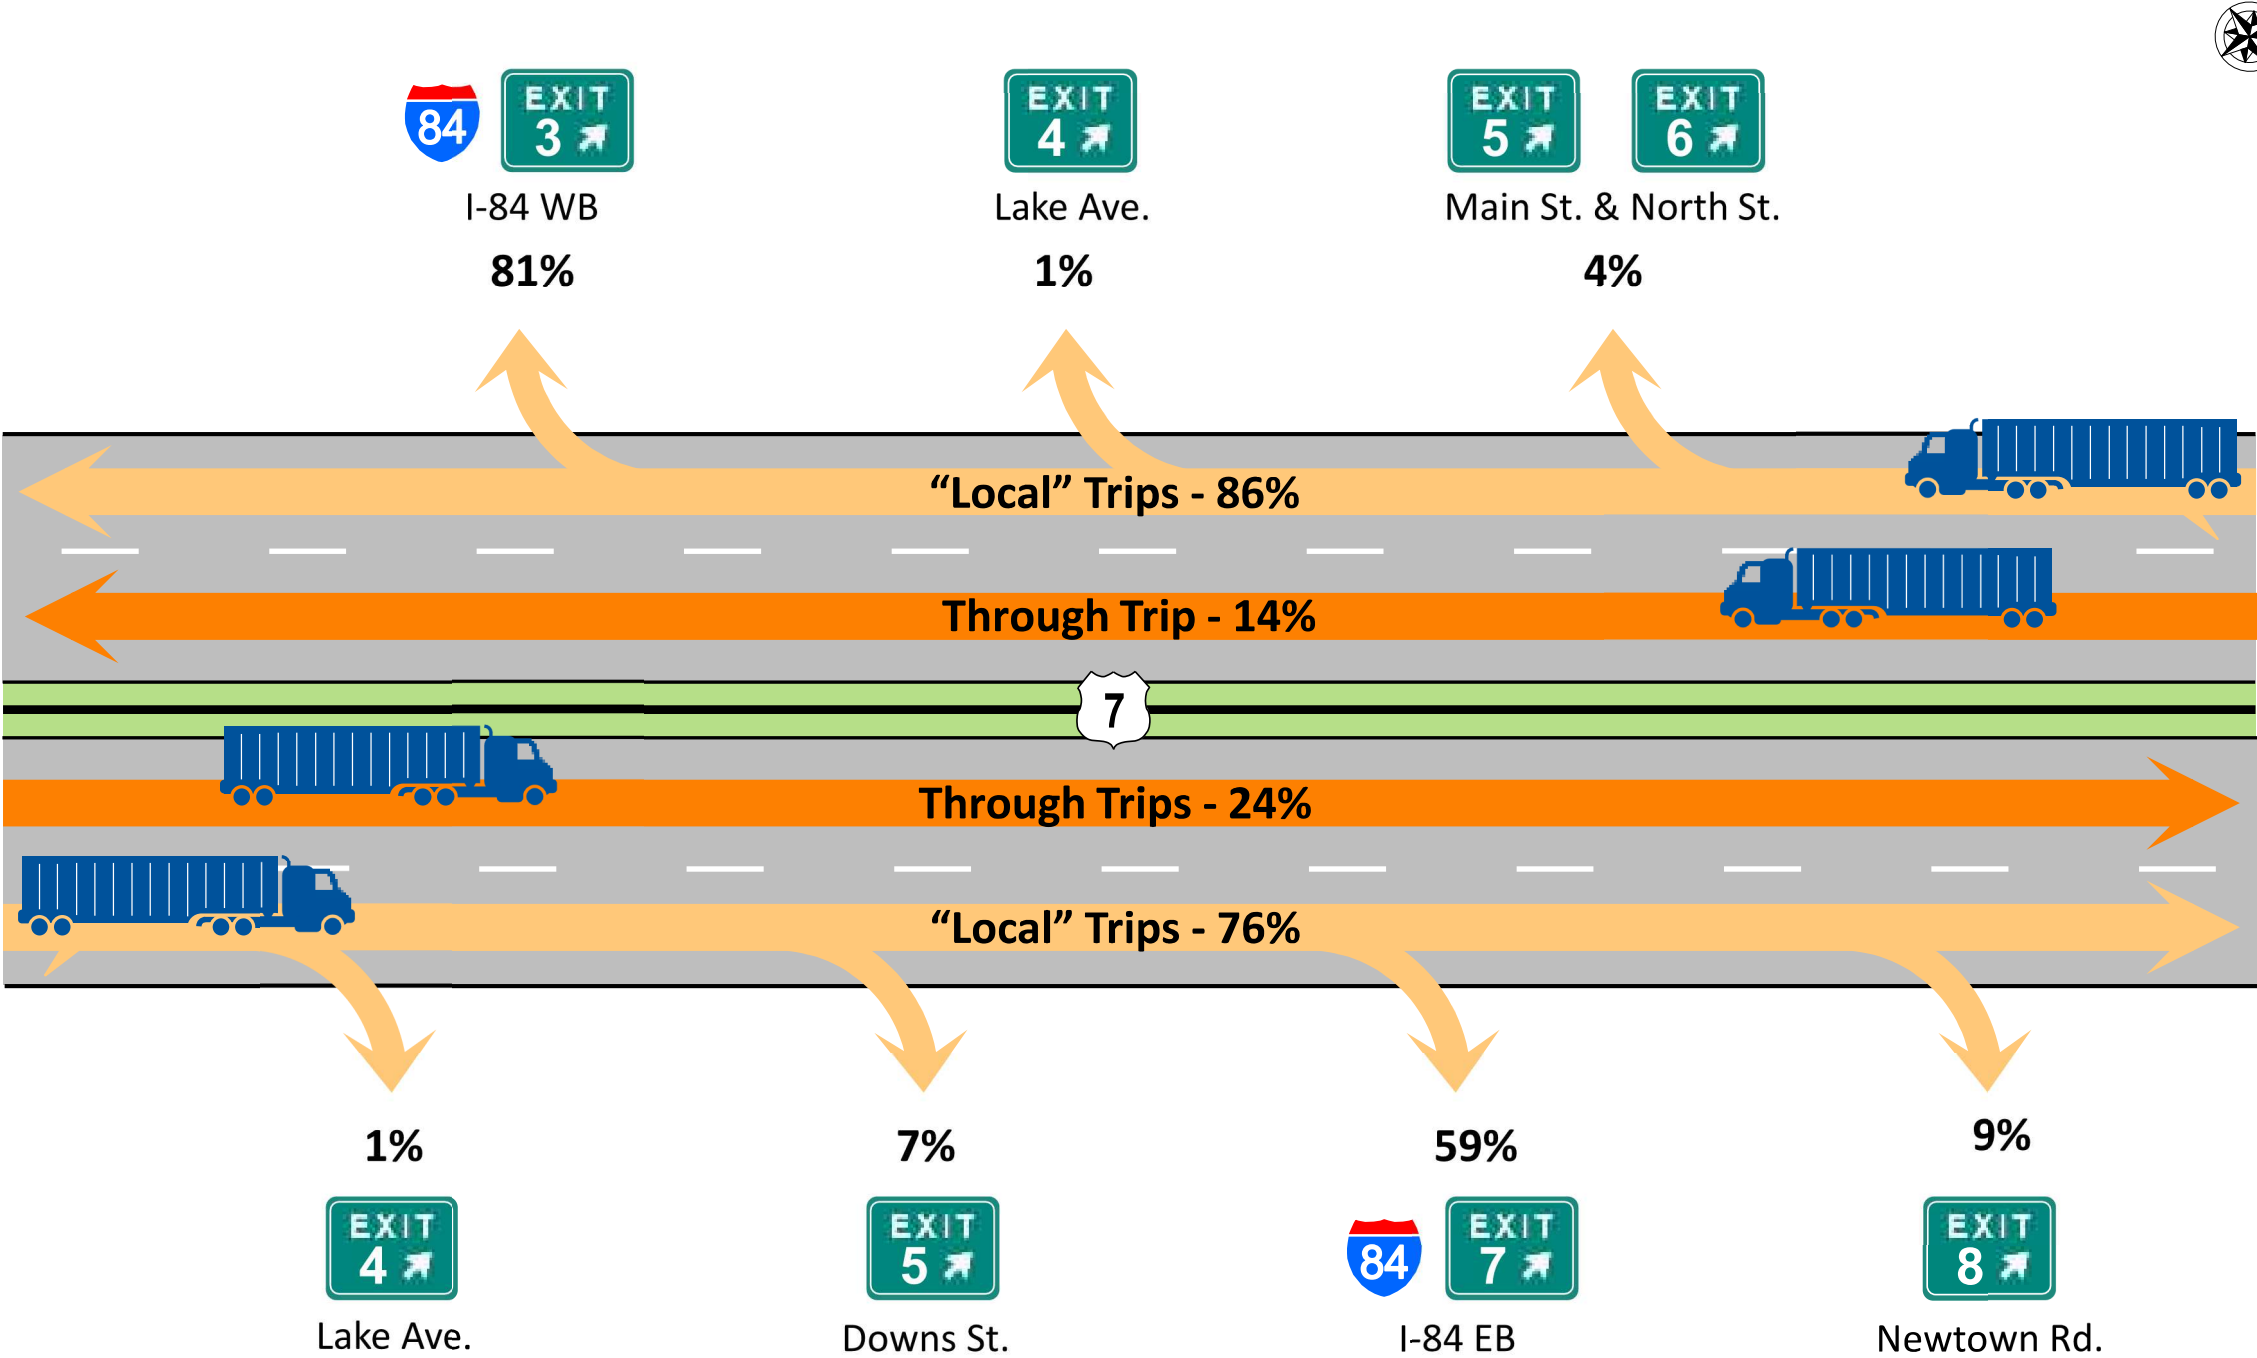 84
EXIT
3
EXIT
4
EXIT
5
EXIT
6
I-84 WB
Lake Ave.
Main St. & North St.
81%
1%
4%
“Local” Trips - 86%
Through Trip - 14%
7
Through Trips - 24%
“Local” Trips - 76%
1%
7%
59%
9%
EXIT
4
EXIT
5
84
EXIT
7
EXIT
8
Lake Ave.
Downs St.
I-84 EB
Newtown Rd.